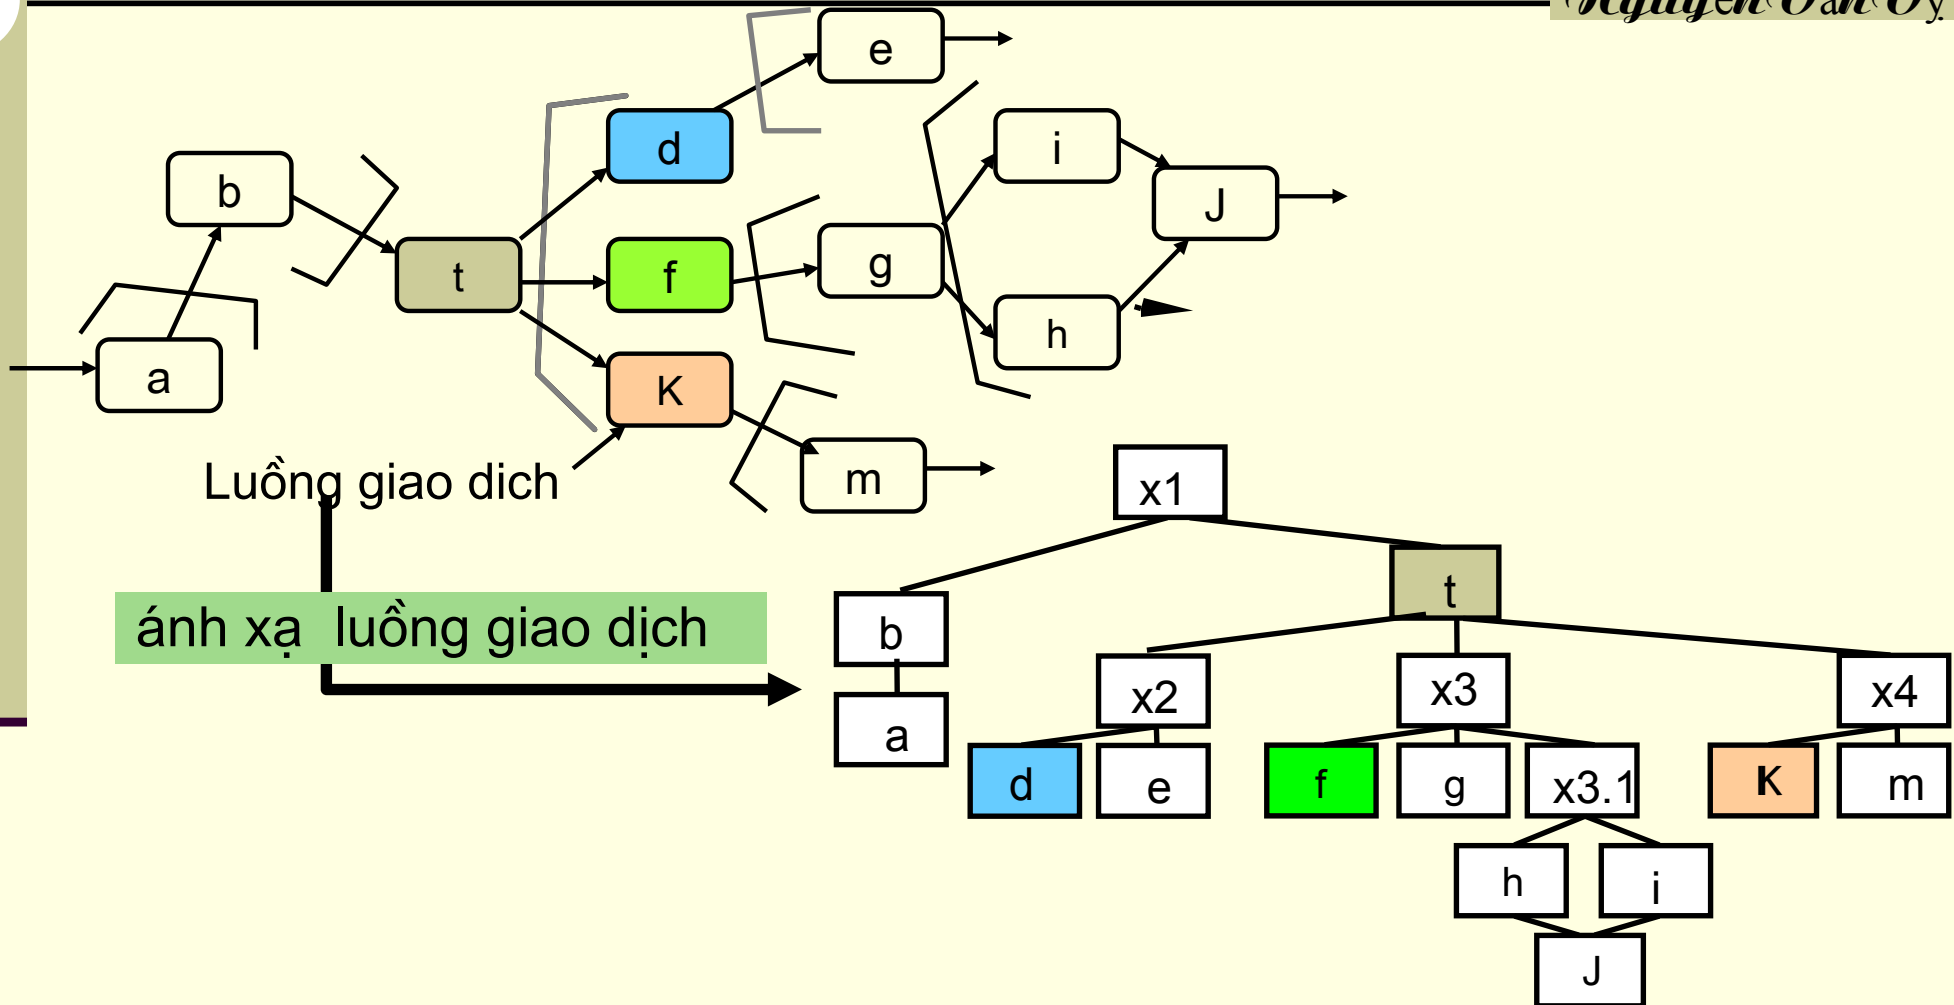 e
d
i
b
J
t
f
g
h
a
K
m
Luồng giao dich
x1
t
ánh xạ luồng giao dịch
b
x2
x3
x4
a
d
e
f
g
x3.1
K
m
h
i
J